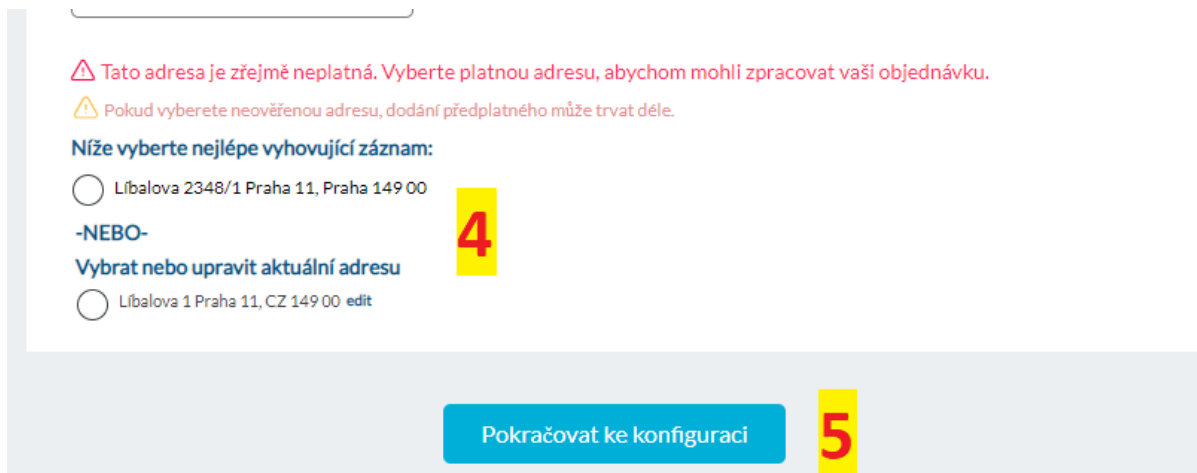 Tato adresa je zřejmě neplatná. Vyberte platnou adresu, abychom mohli zpracovat vaši objednávku.
Pokud vyberete neověřenou adresu, dodání předplatného může trvat déle.
Níže vyberte nejlépe vyhovující záznam:
Líbalova 2348/1 Praha 11, Praha 149 00
4
-NEBO-
Vybrat nebo upravit aktuální adresu
Líbalova 1 Praha 11, CZ 149 00 edit
Pokračovat ke konfiguraci 5